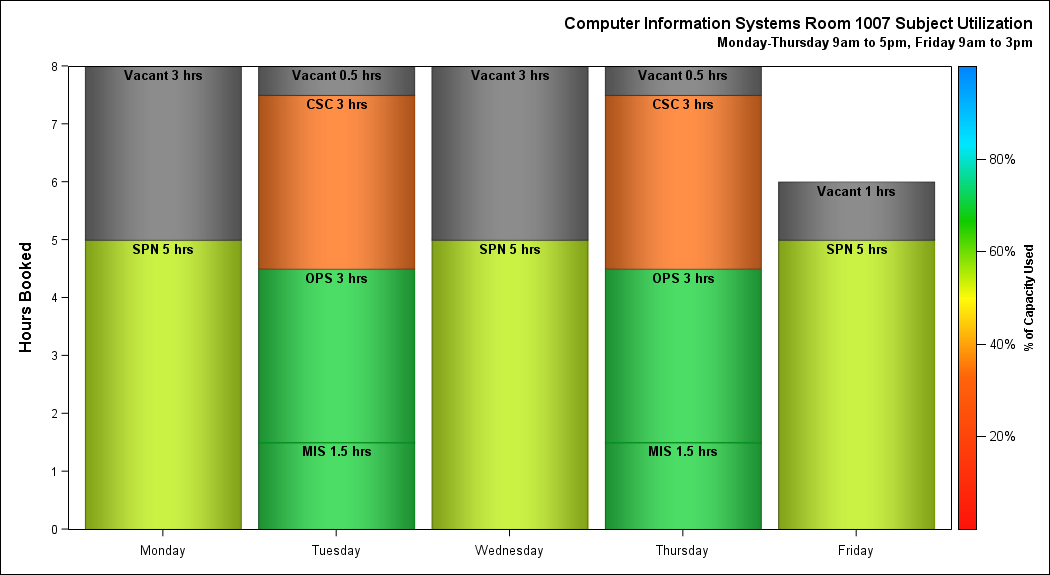 Computer Information Systems Room 1007 Subject Utilization
Monday-Thursday 9am to 5pm, Friday 9am to 3pm
Hours Booked
8
7
6
5
4
3
2
1
0
Vacant 3 hrs
SPN 5 hrs
Vacant 0.5 hrs
CSC 3 hrs
OPS 3 hrs
MIS 1.5 hrs
Vacant 3 hrs
SPN 5 hrs
Vacant 0.5 hrs
CSC 3 hrs
OPS 3 hrs
MIS 1.5 hrs
Vacant 1 hrs
SPN 5 hrs
Monday
Tuesday
Wednesday
Thursday
Friday
80%
60%
40%
20%
% of Capacity Used